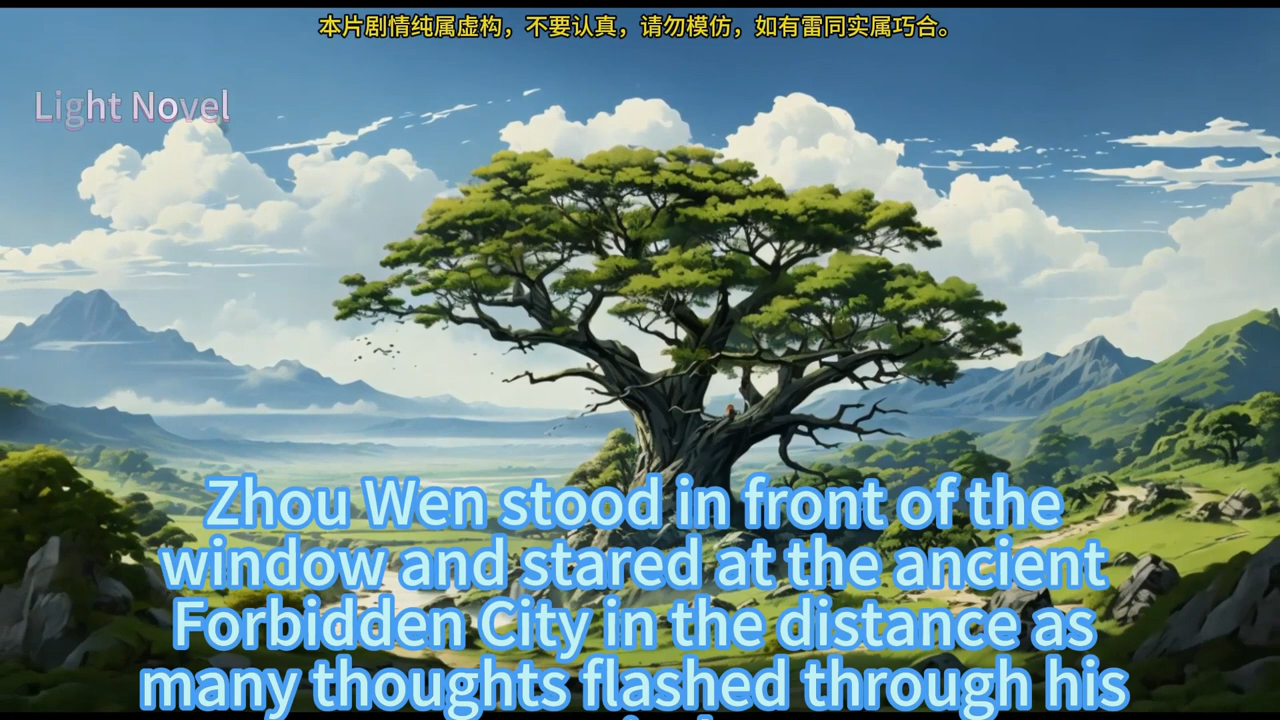 本片剧情纯属虚构，不要认真，请勿模仿，如有雷同实属巧合。
Light Novel
Zhou Wen stood in front of the
window and stared at the ancient
Forbidden City in the distance as
many thoughts flashed through his